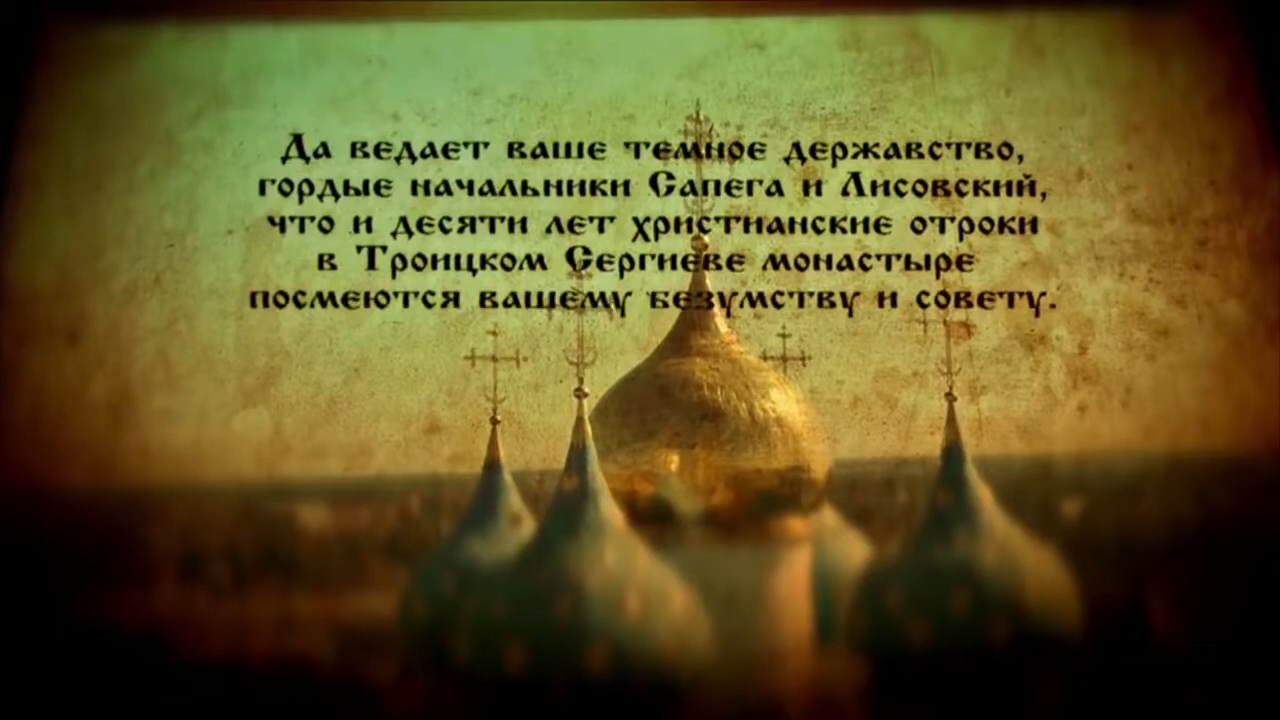 Да ведает ваше темное державство,
гордые начальники Сапега и Лисовский,
что и десяти лет христианские отроки
в Троицком Сергиеве монастыре
посмеются вашему безумству и совету.